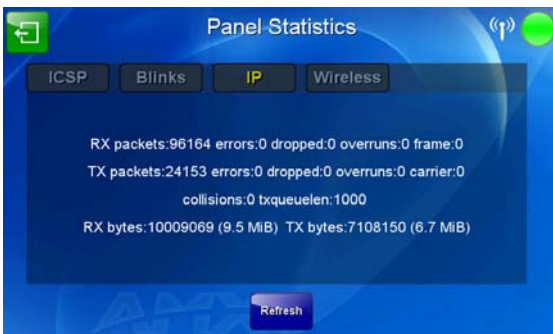 Panel Statistics
ICSP Blinks IP Wireless
RX packets:96164 errors:0 dropped:0 overruns:0 frame:0
TX packets:24153 errors:0 dropped:0 overruns:0 carrier:0
collisions:0 txqueuelen:1000
RX bytes:10009069 (9.5 MiB) TX bytes:7108150 (6.7 MiB)
AMX
Refresh